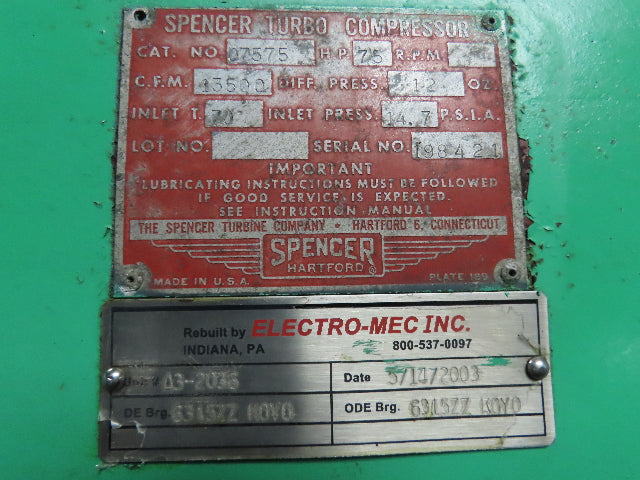 SPENCER TURBO COMPRESSOR
CAT. NO. 07575 H.P. 75 R.P.M.
C.F.M. 13500 DIFF. PRESS. 12 OZ.
INLET T. 70° INLET PRESS. 14.7 P.S.I.A.
LOT NO. SERIAL NO. 198421
IMPORTANT
LUBRICATING INSTRUCTIONS MUST BE FOLLOWED
IF GOOD SERVICE IS EXPECTED.
SEE INSTRUCTION MANUAL
THE SPENCER TURBINE COMPANY • HARTFORD 6, CONNECTICUT
SPENCER
HARTFORD ®
MADE IN U.S.A. PLATE 189
Rebuilt by ELECTRO-MEC INC.
INDIANA, PA 800-537-0097
A3-2036 Date 5/14/2003
DE Brg. 6315ZZ KOYO ODE Brg. 6315ZZ KOYO